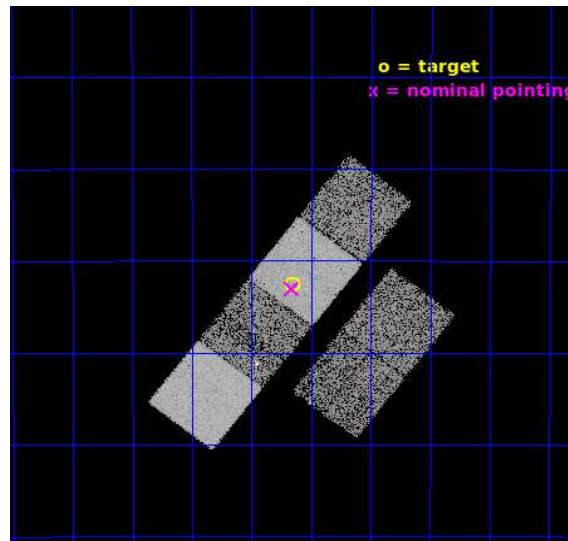 o = target
x = nominal pointing